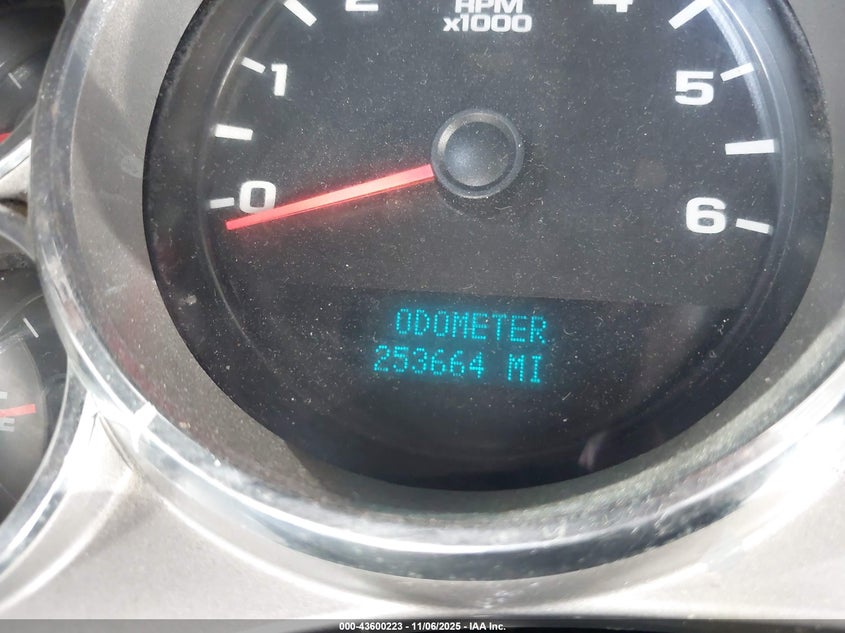 2 RPM 4
x1000
1
5
0
6
ODOMETER
253664 MI
000-43600223 - 11/06/2025 - IAA Inc.